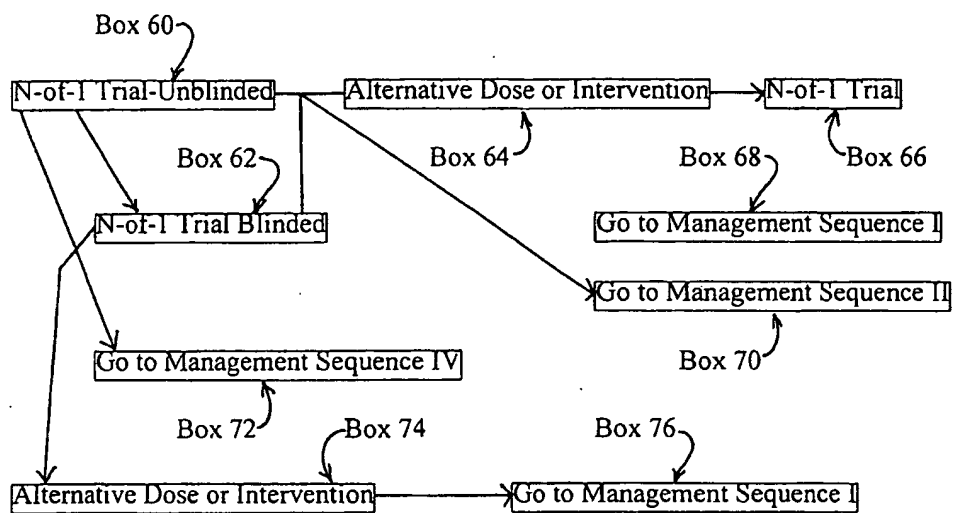 Box 60
N-of-1 Trial-Unblinded
Alternative Dose or Intervention
N-of-1 Trial
Box 62
Box 64
Box 68
Box 66
N-of-1 Trial Blinded
Go to Management Sequence I
Go to Management Sequence II
Go to Management Sequence IV
Box 70
Box 72
Box 74
Box 76
Alternative Dose or Intervention
Go to Management Sequence I